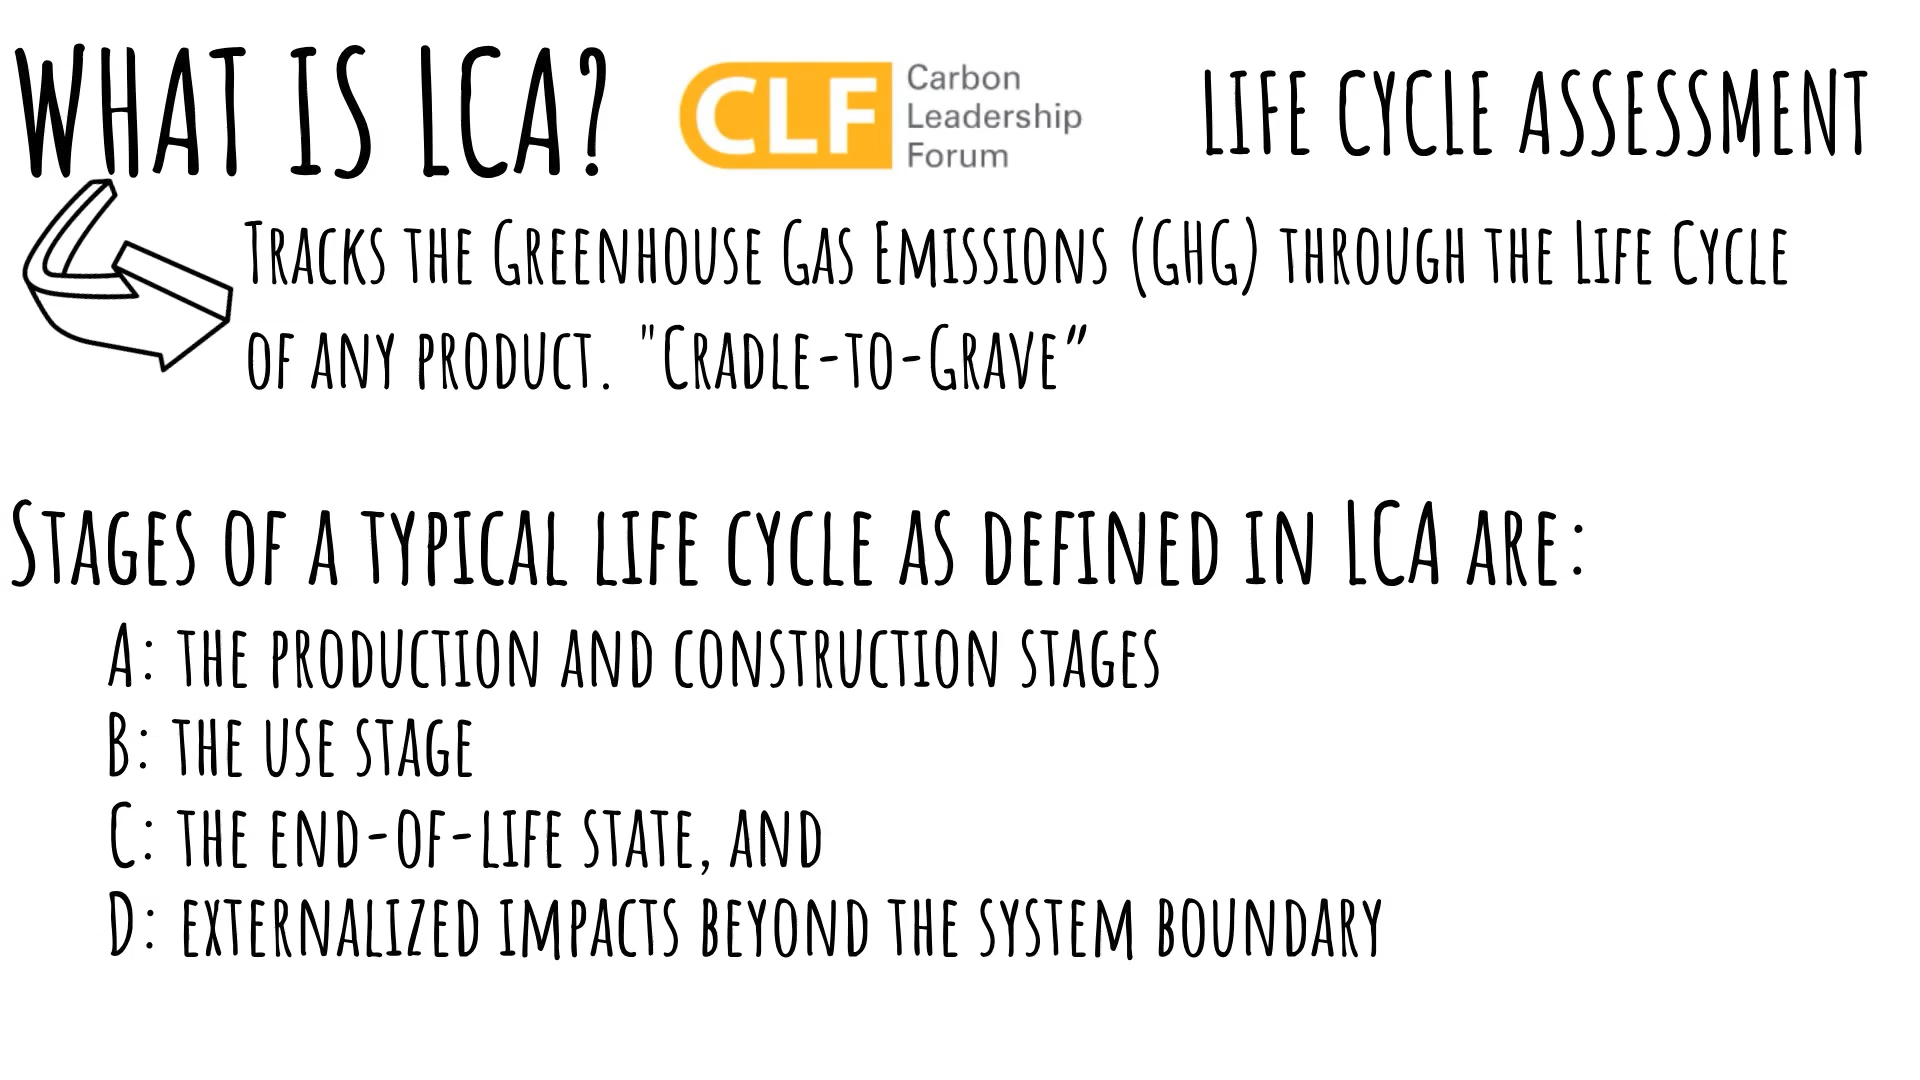 WHAT IS LCA?
CLF Carbon Leadership Forum
LIFE CYCLE ASSESSMENT
TRACKS THE GREENHOUSE GAS EMISSIONS (GHG) THROUGH THE LIFE CYCLE
OF ANY PRODUCT. "CRADLE-TO-GRAVE”
STAGES OF A TYPICAL LIFE CYCLE AS DEFINED IN LCA ARE:
A: THE PRODUCTION AND CONSTRUCTION STAGES
B: THE USE STAGE
C: THE END-OF-LIFE STATE, AND
D: EXTERNALIZED IMPACTS BEYOND THE SYSTEM BOUNDARY